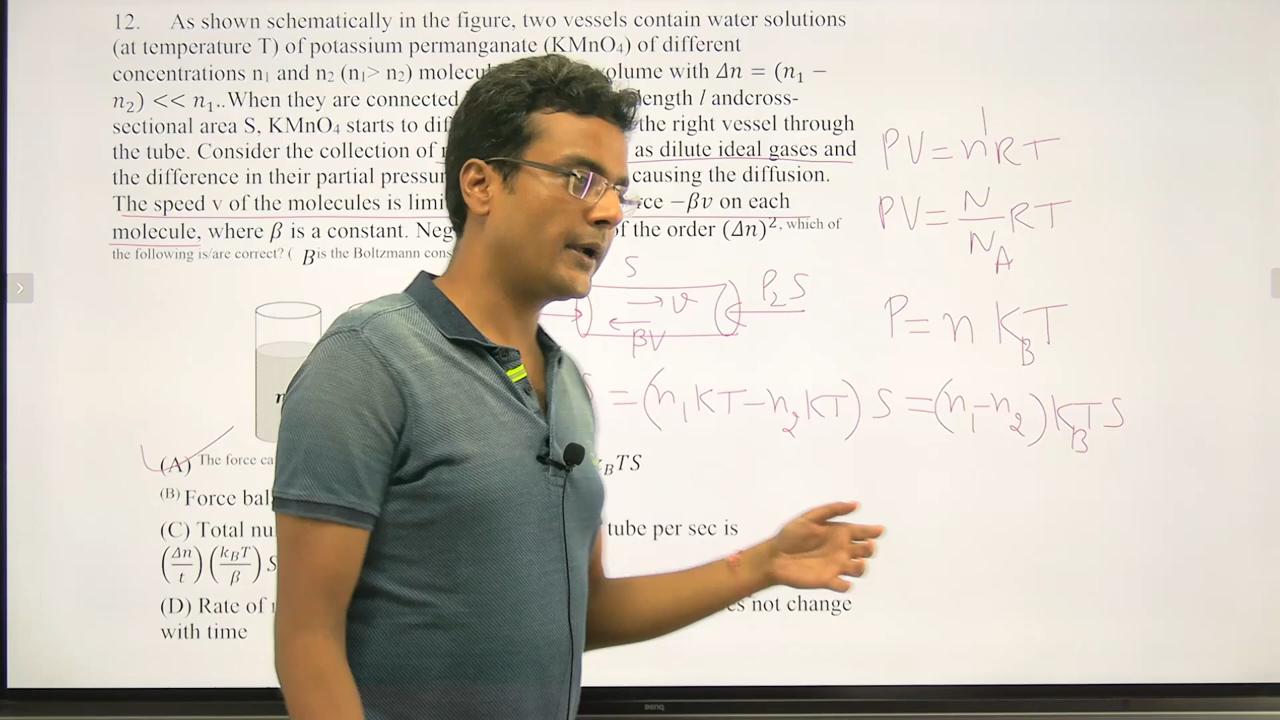 12. As shown schematically in the figure, two vessels contain water solutions
(at temperature T) of potassium permanganate (KMnO₄) of different
concentrations n₁ and n₂ (n₁> n₂) molecul olume with Δn = (n₁ −
n₂) << n₁..When they are connected length l andcross-
sectional area S, KMnO₄ starts to dif the right vessel through
the tube. Consider the collection of as dilute ideal gases and
the difference in their partial pressur causing the diffusion.
The speed v of the molecules is limi ce −βv on each
molecule, where β is a constant. Neg f the order (Δn)², which of
the following is/are correct? ( B is the Boltzmann cons
PV = n¹RT
PV = N/N_A RT
P = n K_B T
S
v
βV
P₂S
= (n₁KT − n₂KT) S = (n₁ − n₂) K_B TS
n
(A) The force ca k_BTS
(B) Force bal
(C) Total nu tube per sec is
(Δn/t) (k_BT/β) S
(D) Rate of es not change
with time
BenQ